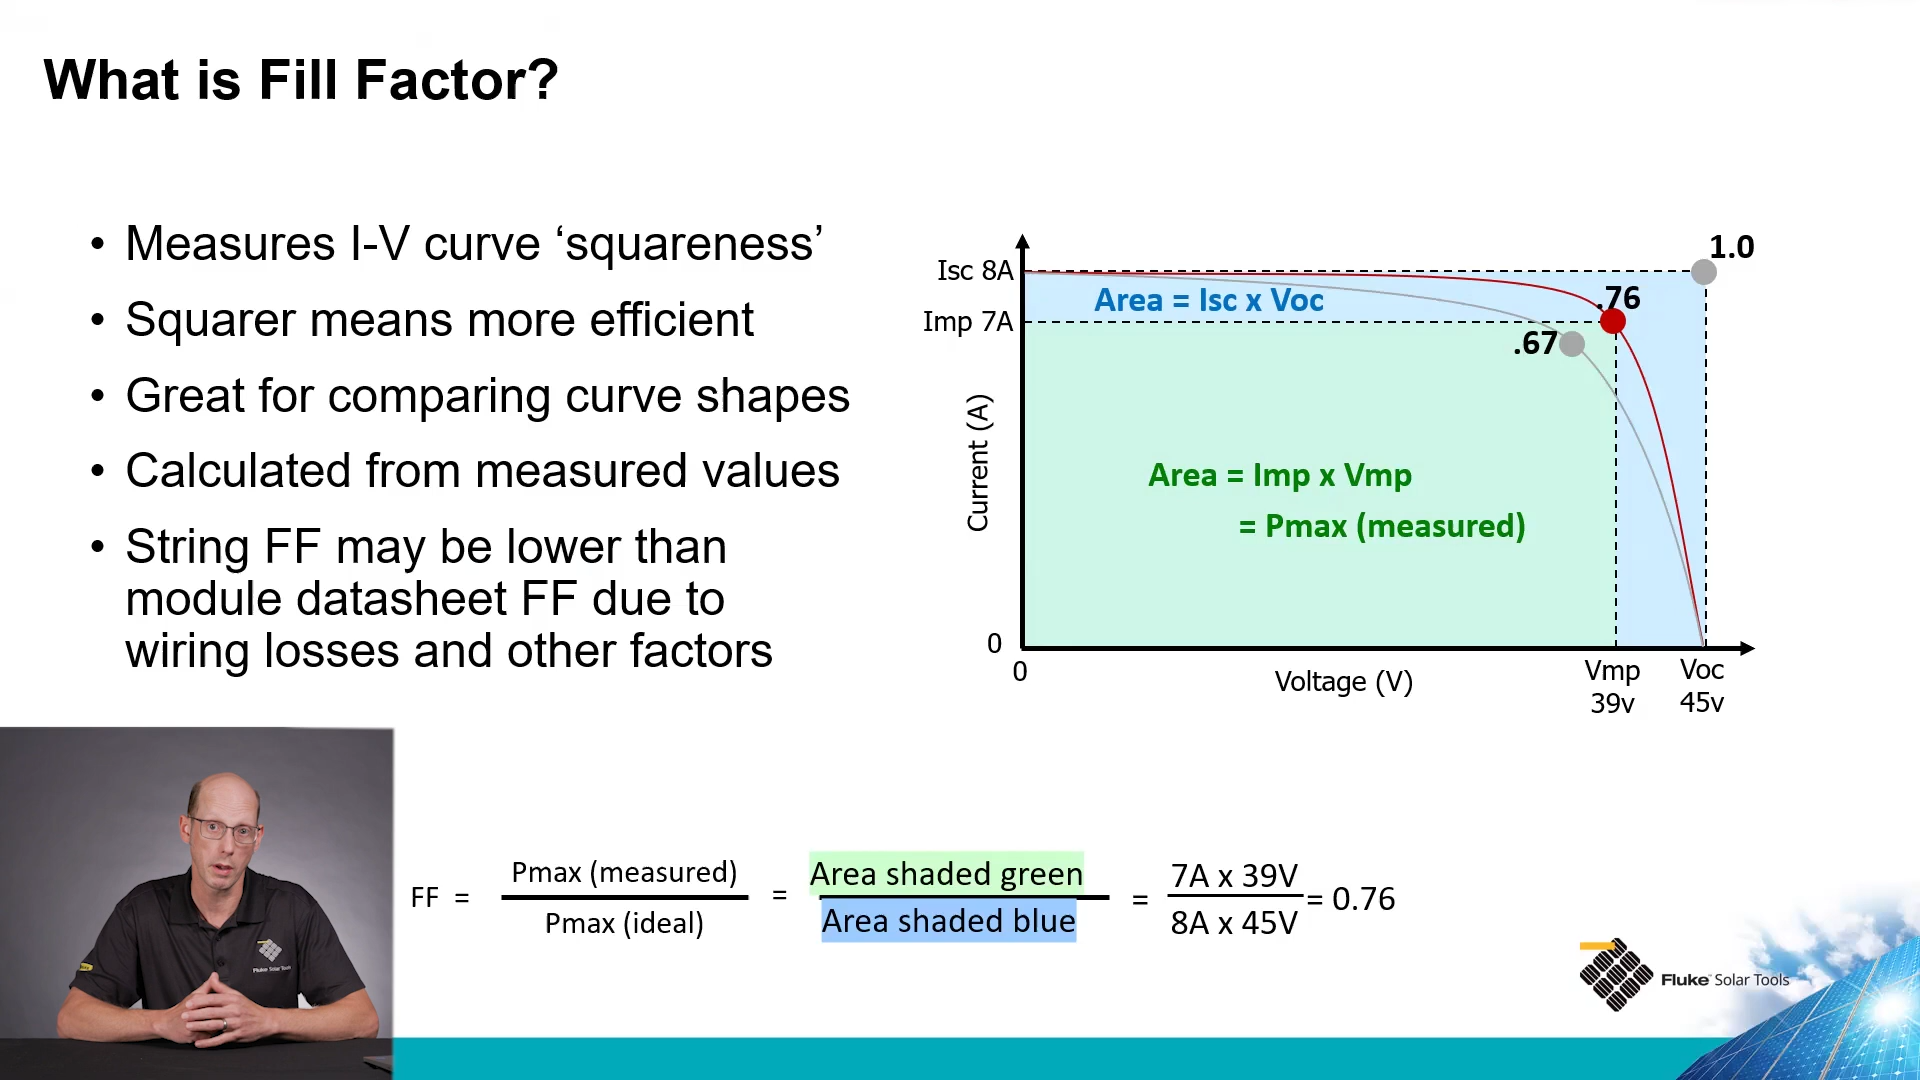 What is Fill Factor?
• Measures I-V curve ‘squareness’
• Squarer means more efficient
• Great for comparing curve shapes
• Calculated from measured values
• String FF may be lower than
module datasheet FF due to
wiring losses and other factors
1.0
Isc 8A
Area = Isc x Voc
.76
Imp 7A
.67
Current (A)
Area = Imp x Vmp
= Pmax (measured)
0
0
Voltage (V)
Vmp
39v
Voc
45v
FF =
Pmax (measured)
Pmax (ideal)
=
Area shaded green
Area shaded blue
=
7A x 39V
8A x 45V
= 0.76
Fluke Solar Tools
Fluke™ Solar Tools